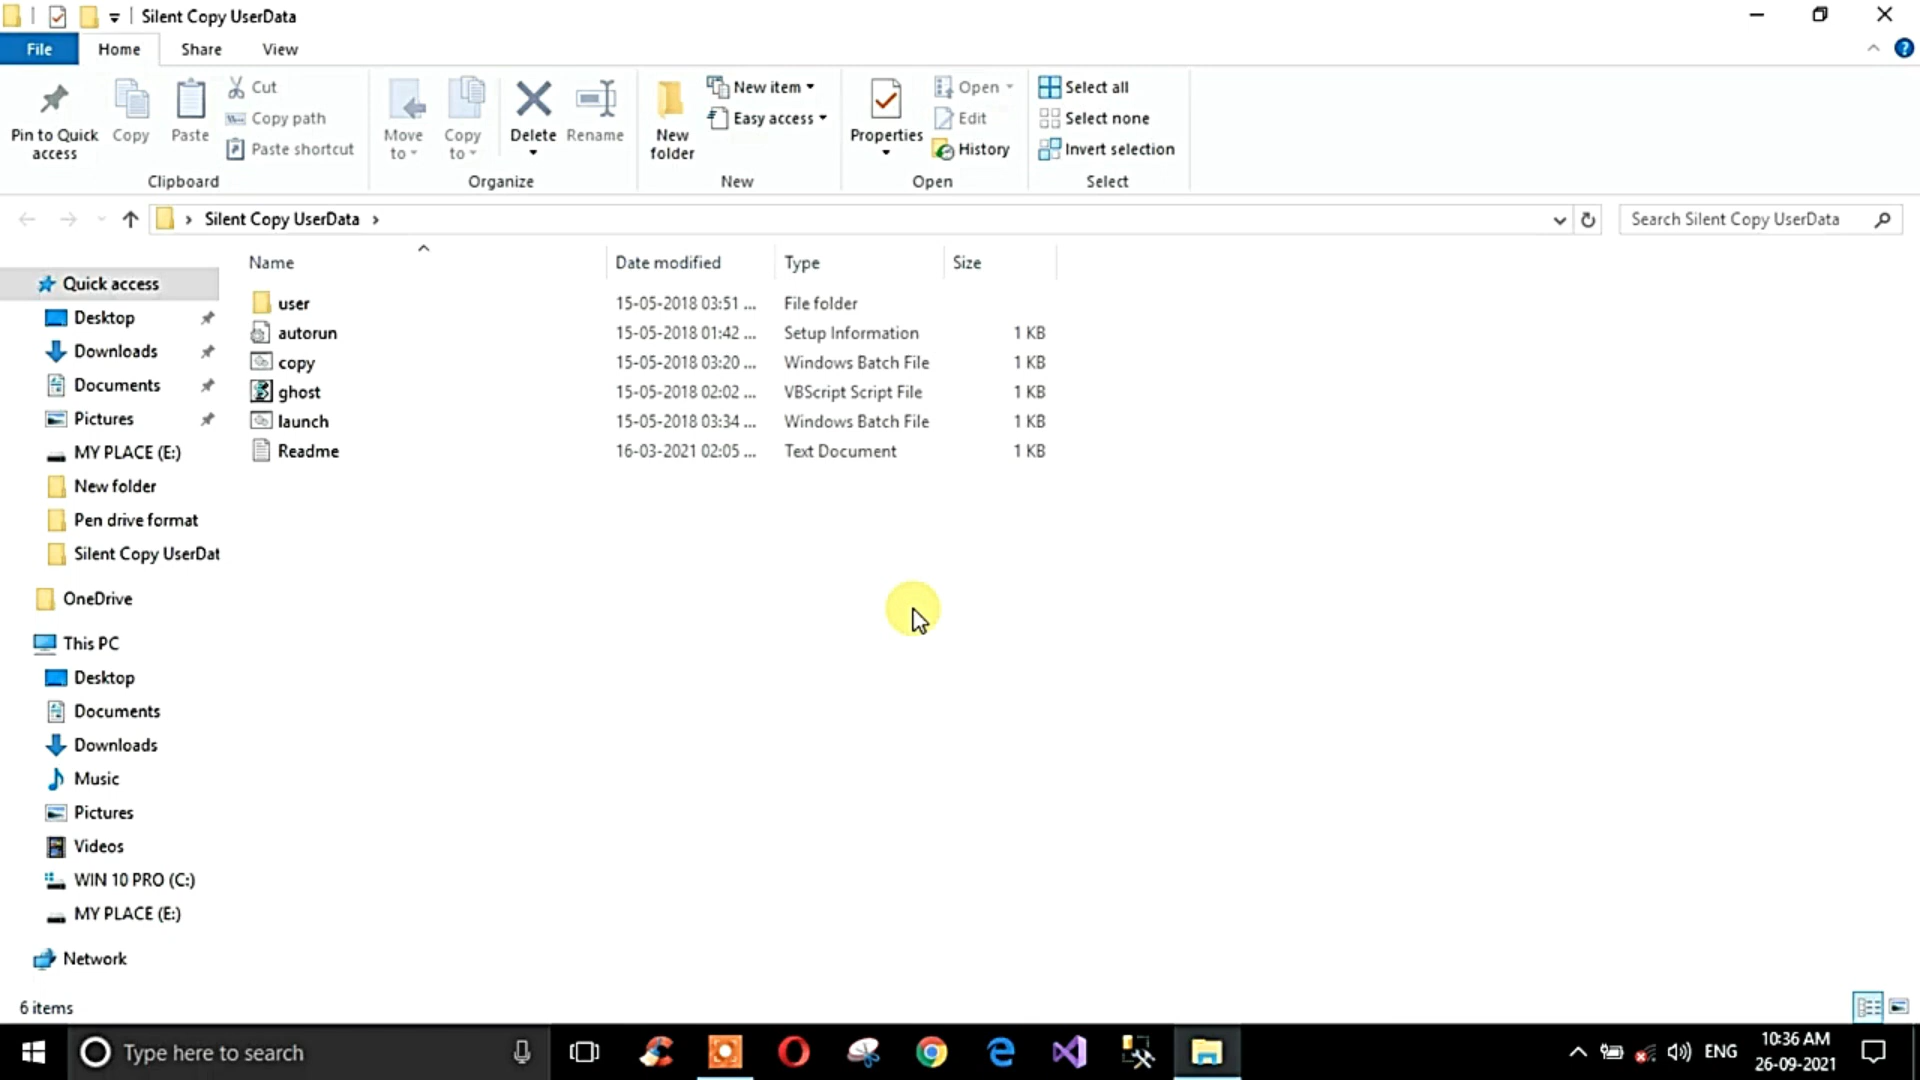 Silent Copy UserData
File Home Share View
Pin to Quick access
Copy
Paste
Cut
Copy path
Paste shortcut
Clipboard
Move to
Copy to
Delete
Rename
Organize
New folder
New item
Easy access
New
Properties
Open
Edit
History
Open
Select all
Select none
Invert selection
Select
Silent Copy UserData
Search Silent Copy UserData
Name Date modified Type Size
user 15-05-2018 03:51 ... File folder
autorun 15-05-2018 01:42 ... Setup Information 1 KB
copy 15-05-2018 03:20 ... Windows Batch File 1 KB
ghost 15-05-2018 02:02 ... VBScript Script File 1 KB
launch 15-05-2018 03:34 ... Windows Batch File 1 KB
Readme 16-03-2021 02:05 ... Text Document 1 KB
Quick access
Desktop
Downloads
Documents
Pictures
MY PLACE (E:)
New folder
Pen drive format
Silent Copy UserDat
OneDrive
This PC
Desktop
Documents
Downloads
Music
Pictures
Videos
WIN 10 PRO (C:)
MY PLACE (E:)
Network
6 items
Type here to search
ENG
10:36 AM
26-09-2021